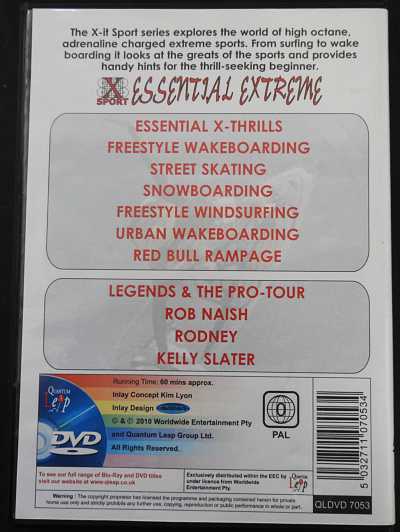 The X-it Sport series explores the world of high octane,
adrenaline charged extreme sports. From surfing to wake
boarding it looks at the greats of the sports and provides
handy hints for the thrill-seeking beginner.
X SPORT ESSENTIAL EXTREME
ESSENTIAL X-THRILLS
FREESTYLE WAKEBOARDING
STREET SKATING
SNOWBOARDING
FREESTYLE WINDSURFING
URBAN WAKEBOARDING
RED BULL RAMPAGE
LEGENDS & THE PRO-TOUR
ROB NAISH
RODNEY
KELLY SLATER
QUANTUM
Leap
DVD
Running Time: 60 mins approx.
Inlay Concept Kim Lyon
Inlay Design
© & ℗ 2010 Worldwide Entertainment Pty
and Quantum Leap Group Ltd.
All Rights Reserved.
0
PAL
5 032711 070534
To see our full range of Blu-Ray and DVD titles
visit our website at www.qleap.co.uk
Exclusively distributed within the EEC by
under licence from Worldwide
Entertainment Pty.
QUANTUM
Leap
QLDVD 7053
Warning : The copyright proprietor has licensed the programme and packaging contained herein for private
home use only and strictly prohibits any further use, copying, reproduction or public performance in whole or part.